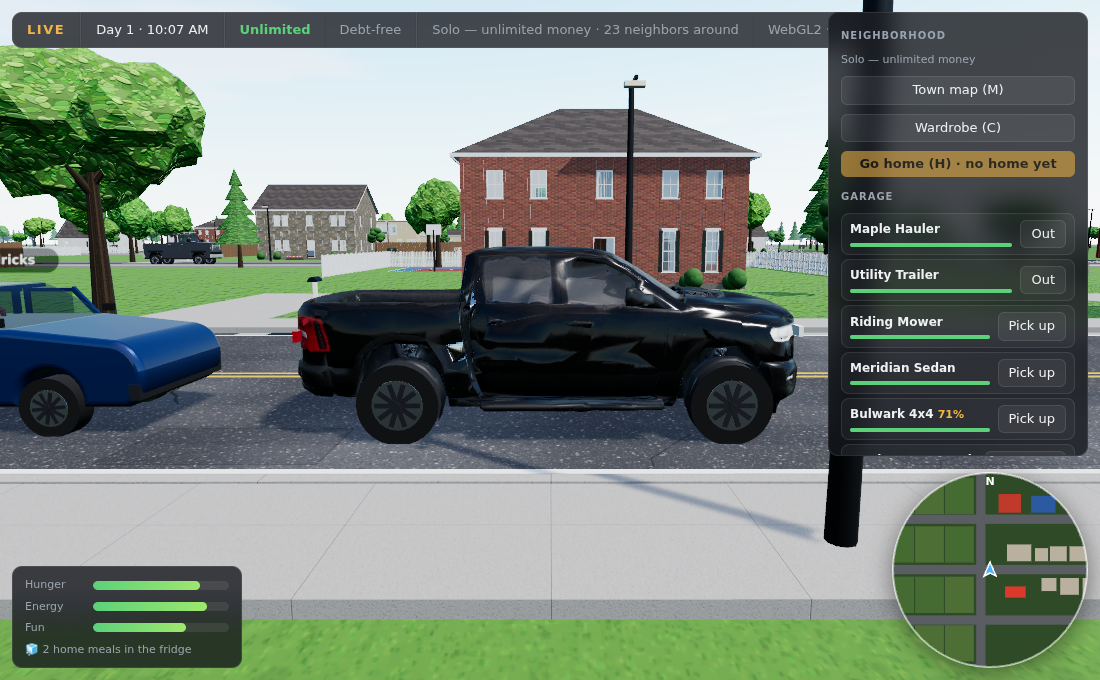 LIVE Day 1 · 10:07 AM Unlimited Debt-free Solo — unlimited money · 23 neighbors around WebGL2
NEIGHBORHOOD
Solo — unlimited money
Town map (M)
Wardrobe (C)
Go home (H) · no home yet
GARAGE
Maple Hauler Out
Utility Trailer Out
Riding Mower Pick up
Meridian Sedan Pick up
Bulwark 4x4 71% Pick up
ricks
N
Hunger
Energy
Fun
2 home meals in the fridge